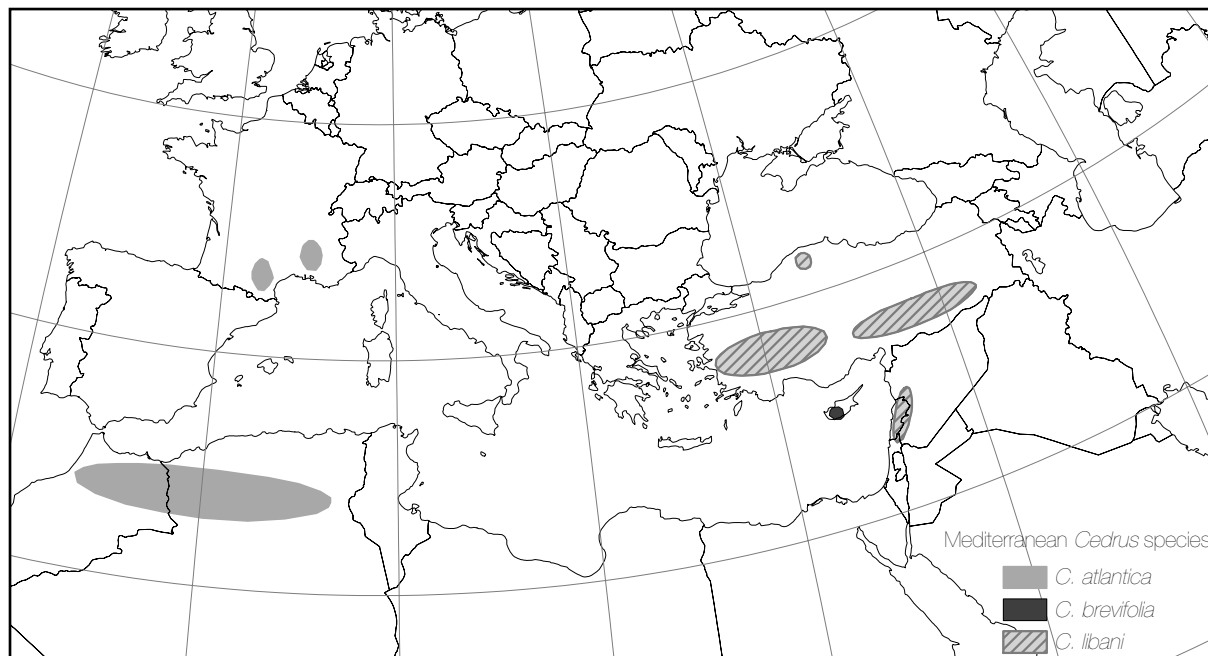 Mediterranean Cedrus species
C. atlantica
C. brevifolia
C. libani